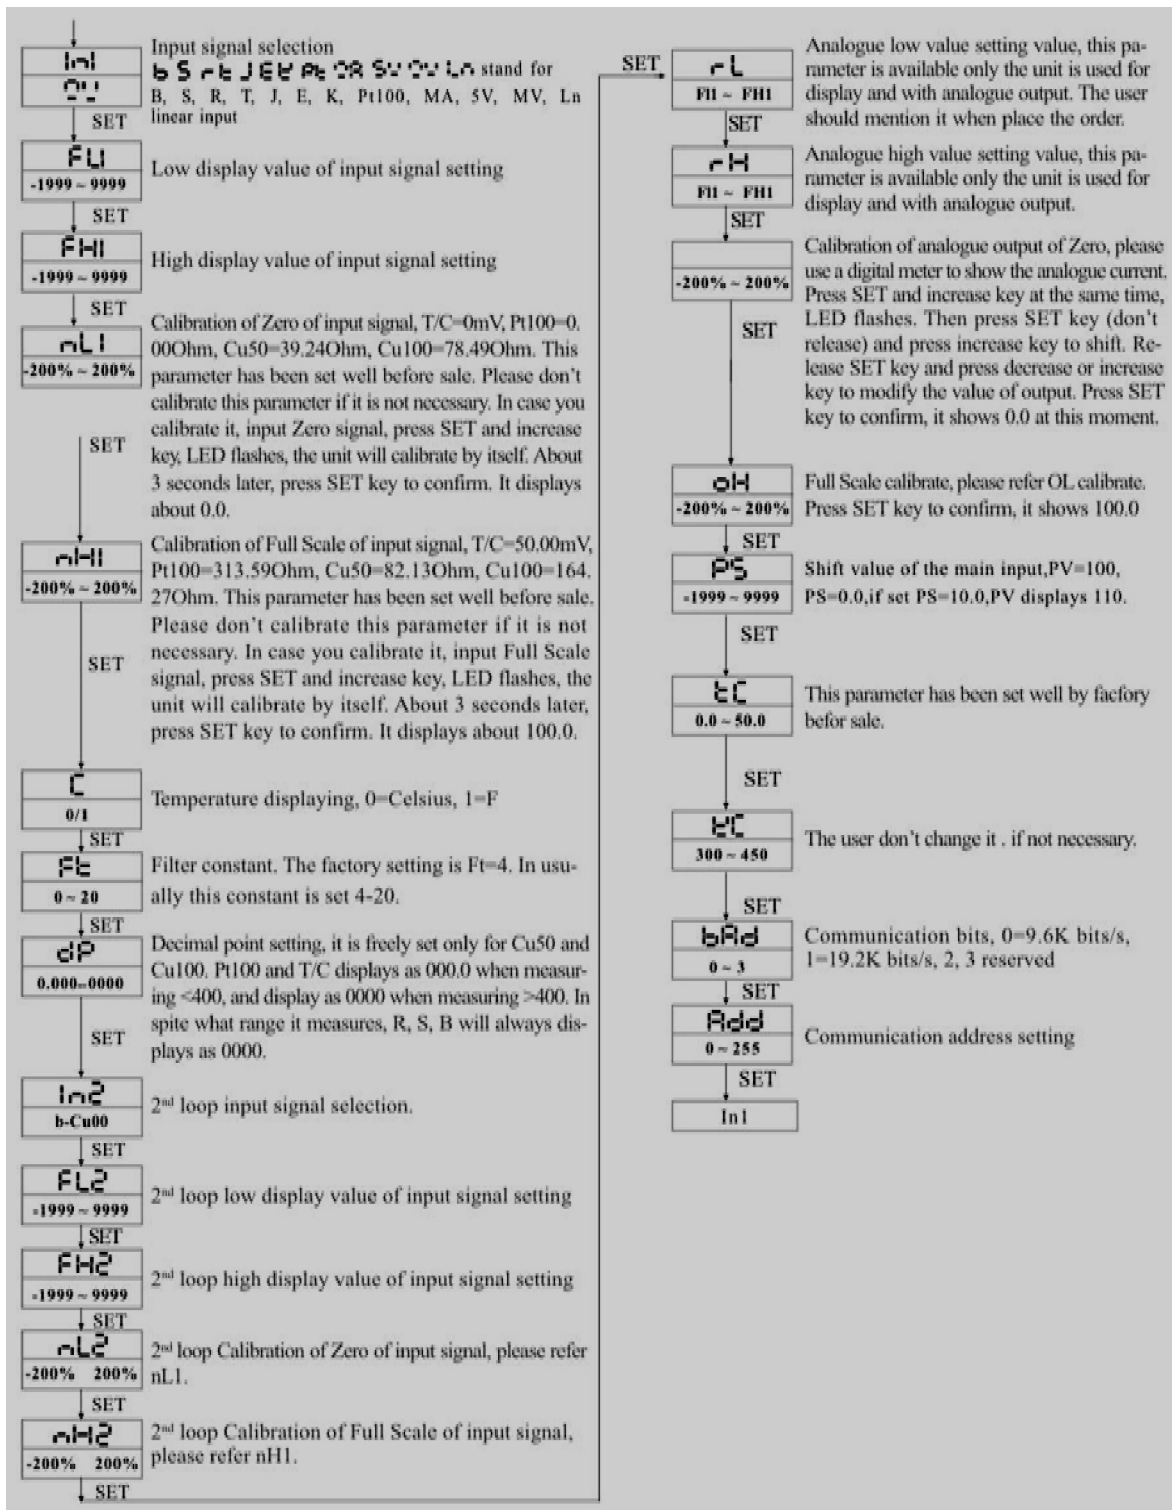 In1
Input signal selection
b S r t J E K Pt MA 5V MV Ln stand for
B, S, R, T, J, E, K, Pt100, MA, 5V, MV, Ln
linear input
SET
FL1
-1999 ~ 9999
Low display value of input signal setting
SET
FH1
-1999 ~ 9999
High display value of input signal setting
SET
nL1
-200% ~ 200%
Calibration of Zero of input signal, T/C=0mV, Pt100=0.
00Ohm, Cu50=39.24Ohm, Cu100=78.49Ohm. This
parameter has been set well before sale. Please don't
calibrate this parameter if it is not necessary. In case you
calibrate it, input Zero signal, press SET and increase
key, LED flashes, the unit will calibrate by itself. About
3 seconds later, press SET key to confirm. It displays
about 0.0.
SET
nH1
-200% ~ 200%
Calibration of Full Scale of input signal, T/C=50.00mV,
Pt100=313.59Ohm, Cu50=82.13Ohm, Cu100=164.
27Ohm. This parameter has been set well before sale.
Please don't calibrate this parameter if it is not
necessary. In case you calibrate it, input Full Scale
signal, press SET and increase key, LED flashes, the
unit will calibrate by itself. About 3 seconds later,
press SET key to confirm. It displays about 100.0.
SET
C
0/1
Temperature displaying, 0=Celsius, 1=F
SET
Ft
0 ~ 20
Filter constant. The factory setting is Ft=4. In usu-
ally this constant is set 4-20.
SET
dP
0.000~0000
Decimal point setting, it is freely set only for Cu50 and
Cu100. Pt100 and T/C displays as 000.0 when measur-
ing <400, and display as 0000 when measuring >400. In
spite what range it measures, R, S, B will always dis-
plays as 0000.
SET
In2
b-Cu00
2nd loop input signal selection.
SET
FL2
-1999 ~ 9999
2nd loop low display value of input signal setting
SET
FH2
-1999 ~ 9999
2nd loop high display value of input signal setting
SET
nL2
-200% 200%
2nd loop Calibration of Zero of input signal, please refer
nL1.
SET
nH2
-200% 200%
2nd loop Calibration of Full Scale of input signal,
please refer nH1.
SET
SET
rL
Fl1 ~ FH1
Analogue low value setting value, this pa-
rameter is available only the unit is used for
display and with analogue output. The user
should mention it when place the order.
SET
rH
Fl1 ~ FH1
Analogue high value setting value, this pa-
rameter is available only the unit is used for
display and with analogue output.
SET
-200% ~ 200%
Calibration of analogue output of Zero, please
use a digital meter to show the analogue current.
Press SET and increase key at the same time,
LED flashes. Then press SET key (don't
release) and press increase key to shift. Re-
lease SET key and press decrease or increase
key to modify the value of output. Press SET
key to confirm, it shows 0.0 at this moment.
SET
oH
-200% ~ 200%
Full Scale calibrate, please refer OL calibrate.
Press SET key to confirm, it shows 100.0
SET
PS
-1999 ~ 9999
Shift value of the main input,PV=100,
PS=0.0,if set PS=10.0,PV displays 110.
SET
tC
0.0 ~ 50.0
This parameter has been set well by factory
befor sale.
SET
KC
300 ~ 450
The user don't change it . if not necessary.
SET
bAd
0 ~ 3
Communication bits, 0=9.6K bits/s,
1=19.2K bits/s, 2, 3 reserved
SET
Add
0 ~ 255
Communication address setting
SET
In1